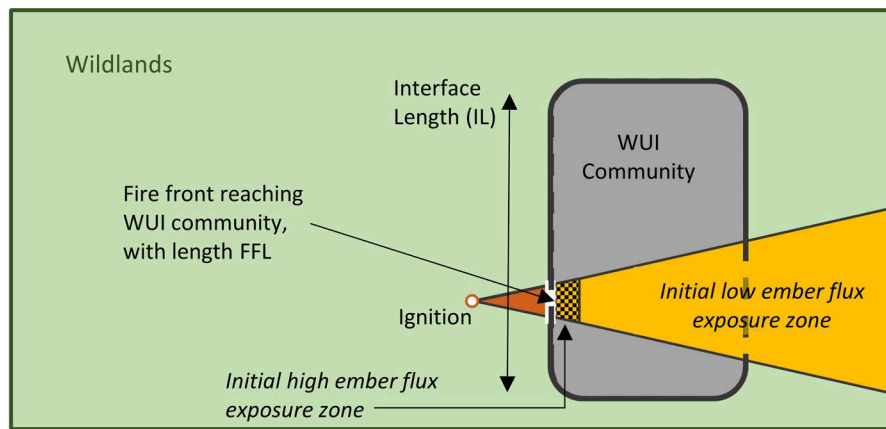 Wildlands
Interface
Length (IL)
WUI
Community
Fire front reaching
WUI community,
with length FFL
Ignition
Initial low ember flux
exposure zone
Initial high ember flux
exposure zone